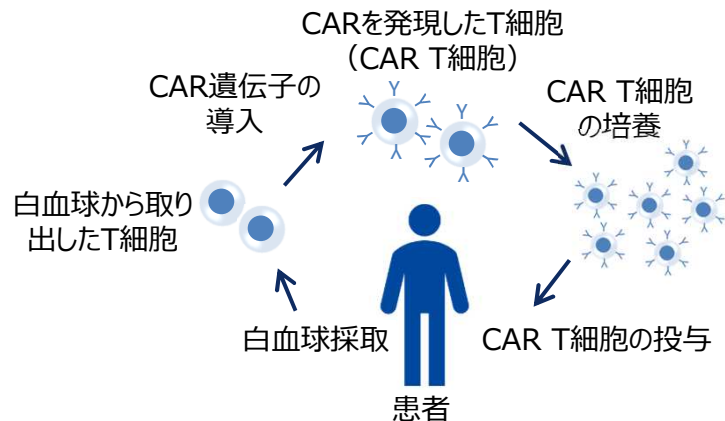 CARを発現したT細胞
（CAR T細胞）
CAR遺伝子の
導入
CAR T細胞
の培養
白血球から取り
出したT細胞
白血球採取
CAR T細胞の投与
患者